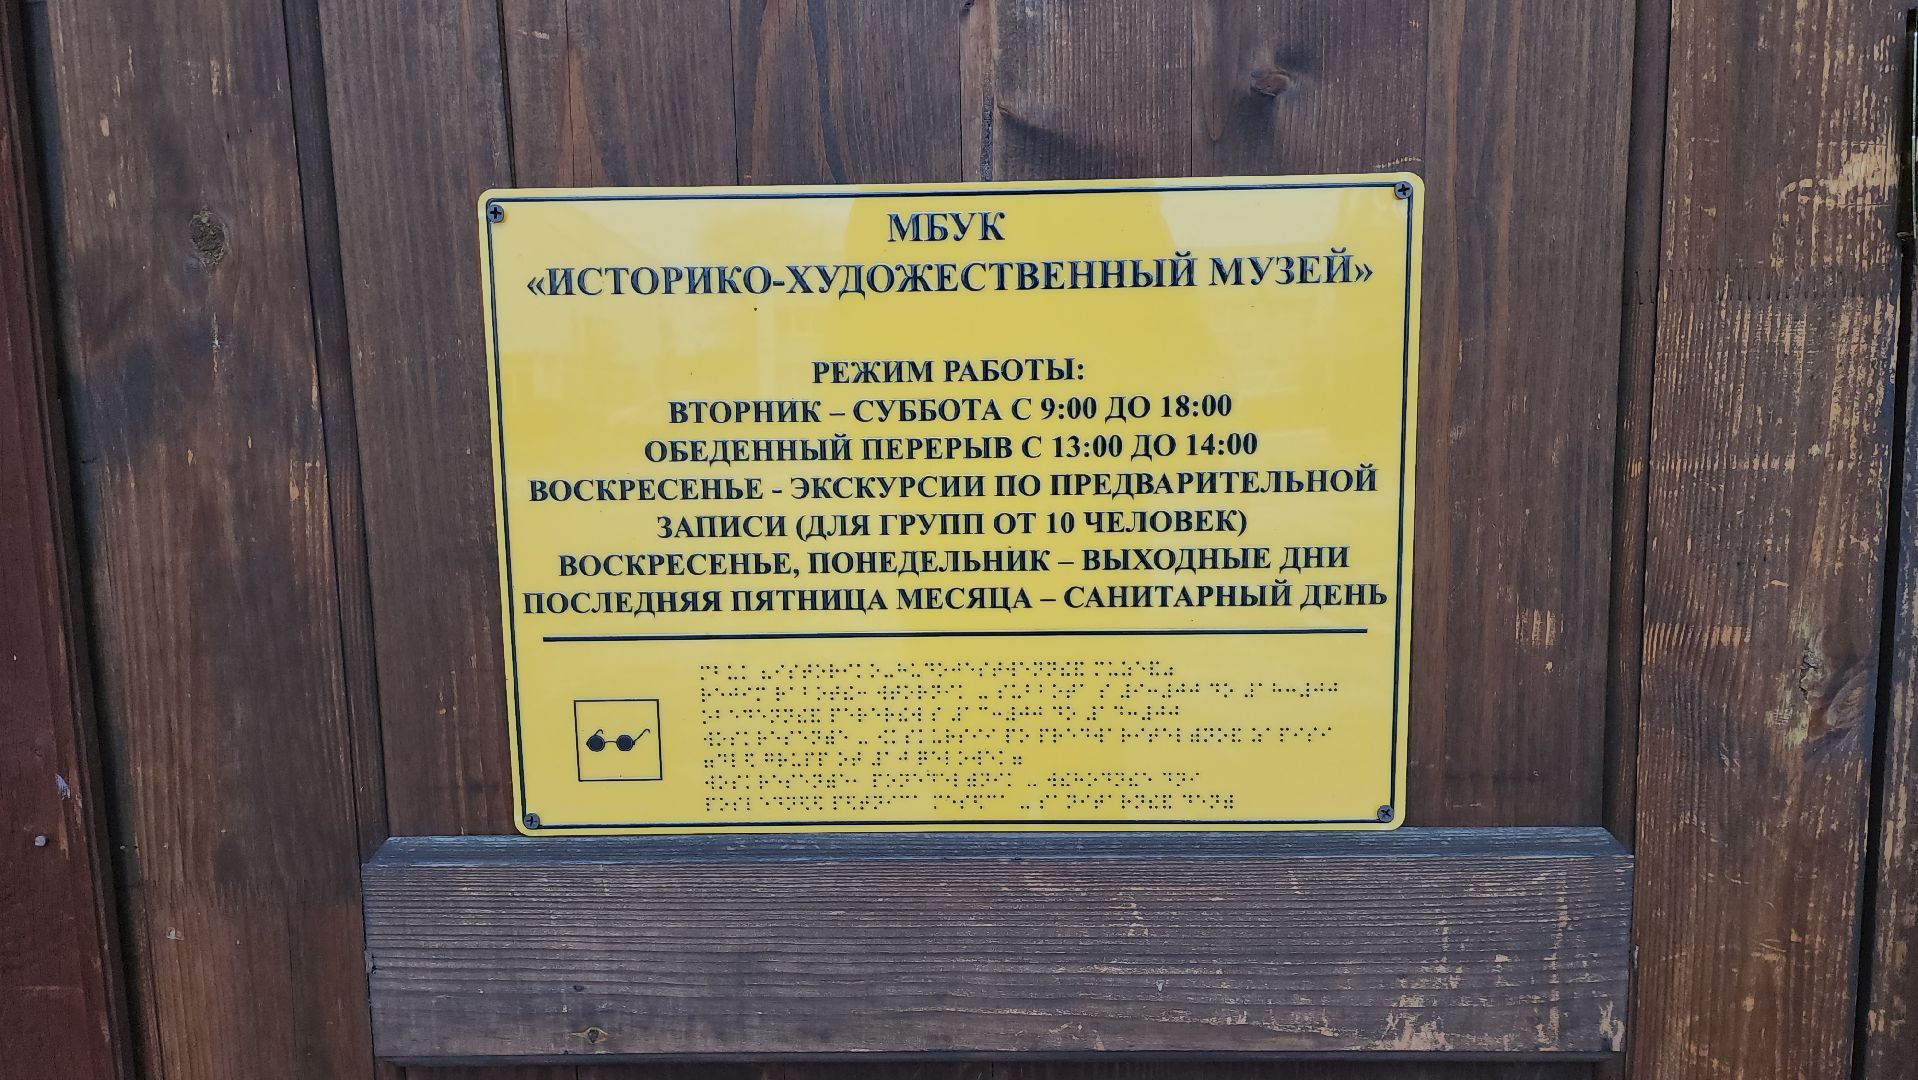 МБУК
«ИСТОРИКО-ХУДОЖЕСТВЕННЫЙ МУЗЕЙ»
РЕЖИМ РАБОТЫ:
ВТОРНИК – СУББОТА С 9:00 ДО 18:00
ОБЕДЕННЫЙ ПЕРЕРЫВ С 13:00 ДО 14:00
ВОСКРЕСЕНЬЕ - ЭКСКУРСИИ ПО ПРЕДВАРИТЕЛЬНОЙ
ЗАПИСИ (ДЛЯ ГРУПП ОТ 10 ЧЕЛОВЕК)
ВОСКРЕСЕНЬЕ, ПОНЕДЕЛЬНИК – ВЫХОДНЫЕ ДНИ
ПОСЛЕДНЯЯ ПЯТНИЦА МЕСЯЦА – САНИТАРНЫЙ ДЕНЬ